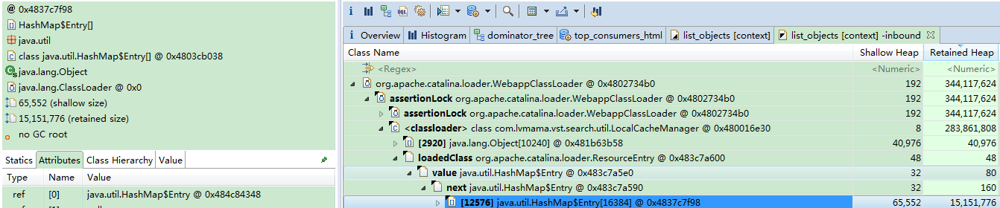 @ 0x4837c7f98
HashMap$Entry[]
java.util
class java.util.HashMap$Entry[] @ 0x4803cb038
java.lang.Object
java.lang.ClassLoader @ 0x0
65,552 (shallow size)
15,151,776 (retained size)
no GC root
Statics Attributes Class Hierarchy Value
Type Name Value
ref [0] java.util.HashMap$Entry @ 0x484c84348
i OQL
i Overview Histogram dominator_tree top_consumers_html list_objects [context] list_objects [context] -inbound
Class Name Shallow Heap Retained Heap
<Regex> <Numeric> <Numeric>
org.apache.catalina.loader.WebappClassLoader @ 0x4802734b0 192 344,117,624
assertionLock org.apache.catalina.loader.WebappClassLoader @ 0x4802734b0 192 344,117,624
assertionLock org.apache.catalina.loader.WebappClassLoader @ 0x4802734b0 192 344,117,624
<classloader> class com.lvmama.vst.search.util.LocalCacheManager @ 0x480016e30 8 283,861,808
[2920] java.lang.Object[10240] @ 0x481b63b58 40,976 40,976
loadedClass org.apache.catalina.loader.ResourceEntry @ 0x483c7a600 48 48
value java.util.HashMap$Entry @ 0x483c7a5e0 32 80
next java.util.HashMap$Entry @ 0x483c7a590 32 160
[12576] java.util.HashMap$Entry[16384] @ 0x4837c7f98 65,552 15,151,776